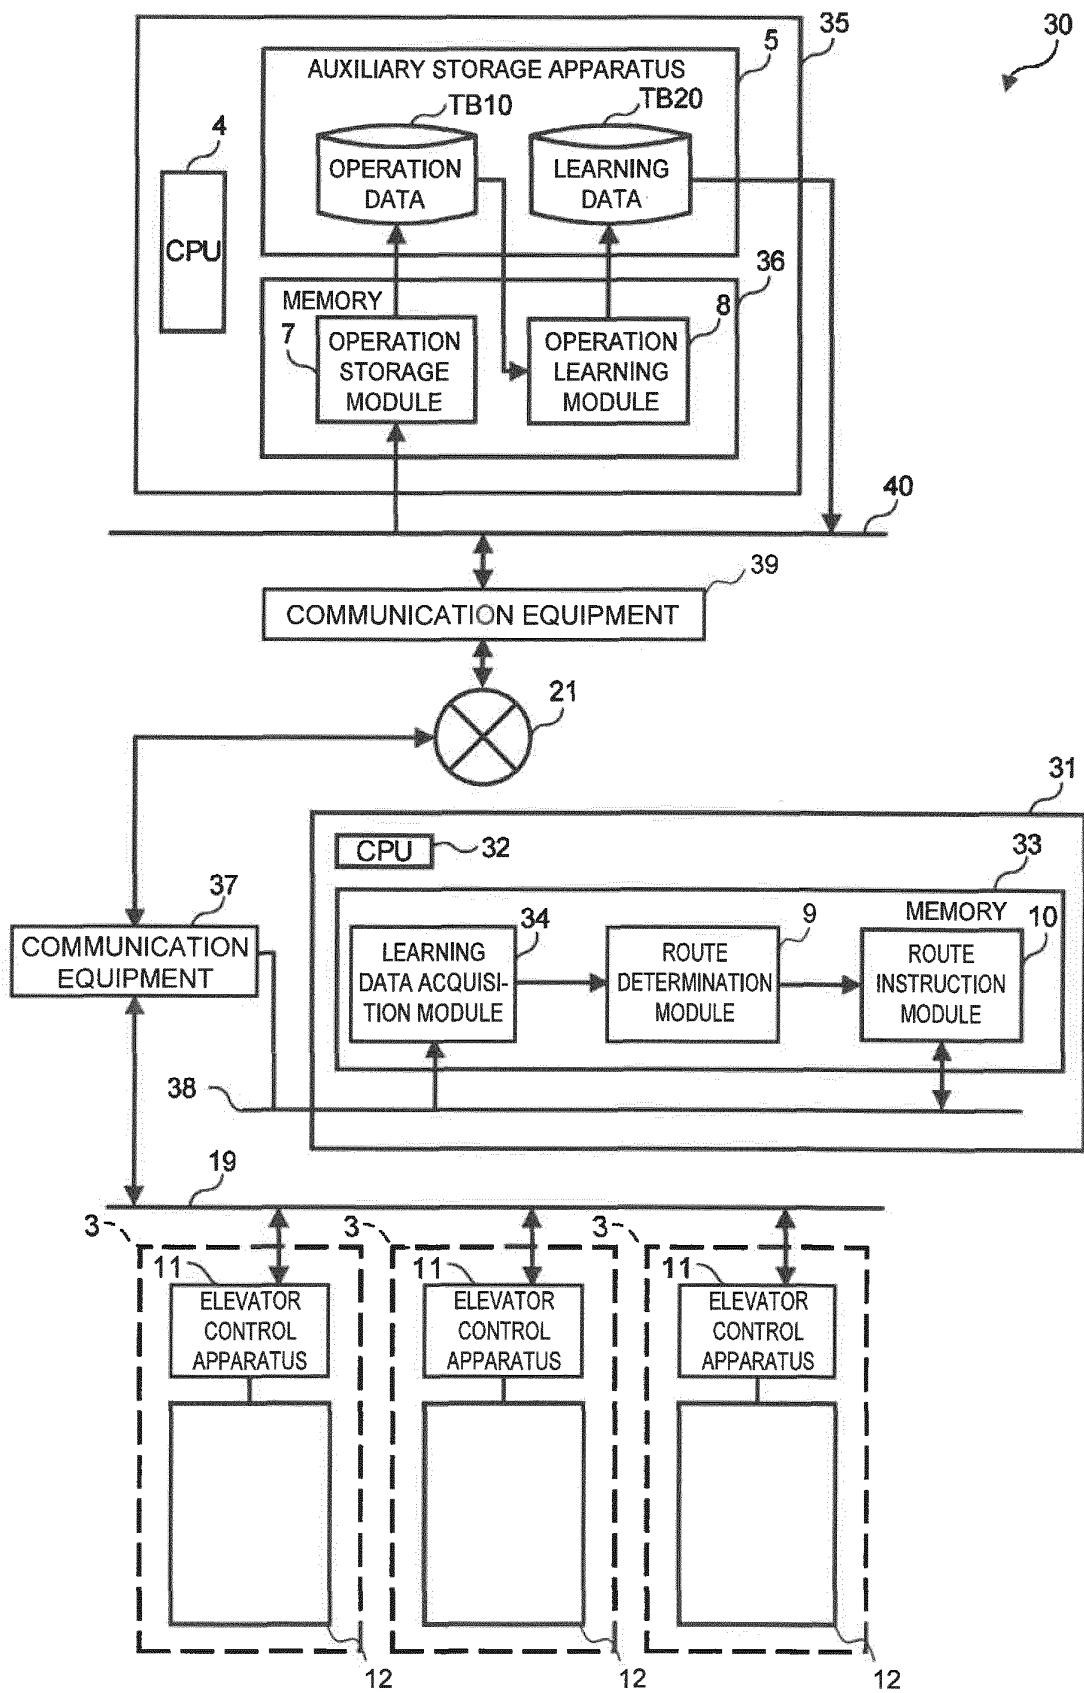 30
35
5
AUXILIARY STORAGE APPARATUS
TB10
TB20
4
CPU
OPERATION
DATA
LEARNING
DATA
36
MEMORY
7
8
OPERATION
STORAGE
MODULE
OPERATION
LEARNING
MODULE
40
39
COMMUNICATION EQUIPMENT
21
31
CPU
32
33
MEMORY
37
COMMUNICATION
EQUIPMENT
34
9
10
LEARNING
DATA ACQUISI-
TION MODULE
ROUTE
DETERMINATION
MODULE
ROUTE
INSTRUCTION
MODULE
38
19
3
3
3
11
11
11
ELEVATOR
CONTROL
APPARATUS
ELEVATOR
CONTROL
APPARATUS
ELEVATOR
CONTROL
APPARATUS
12
12
12